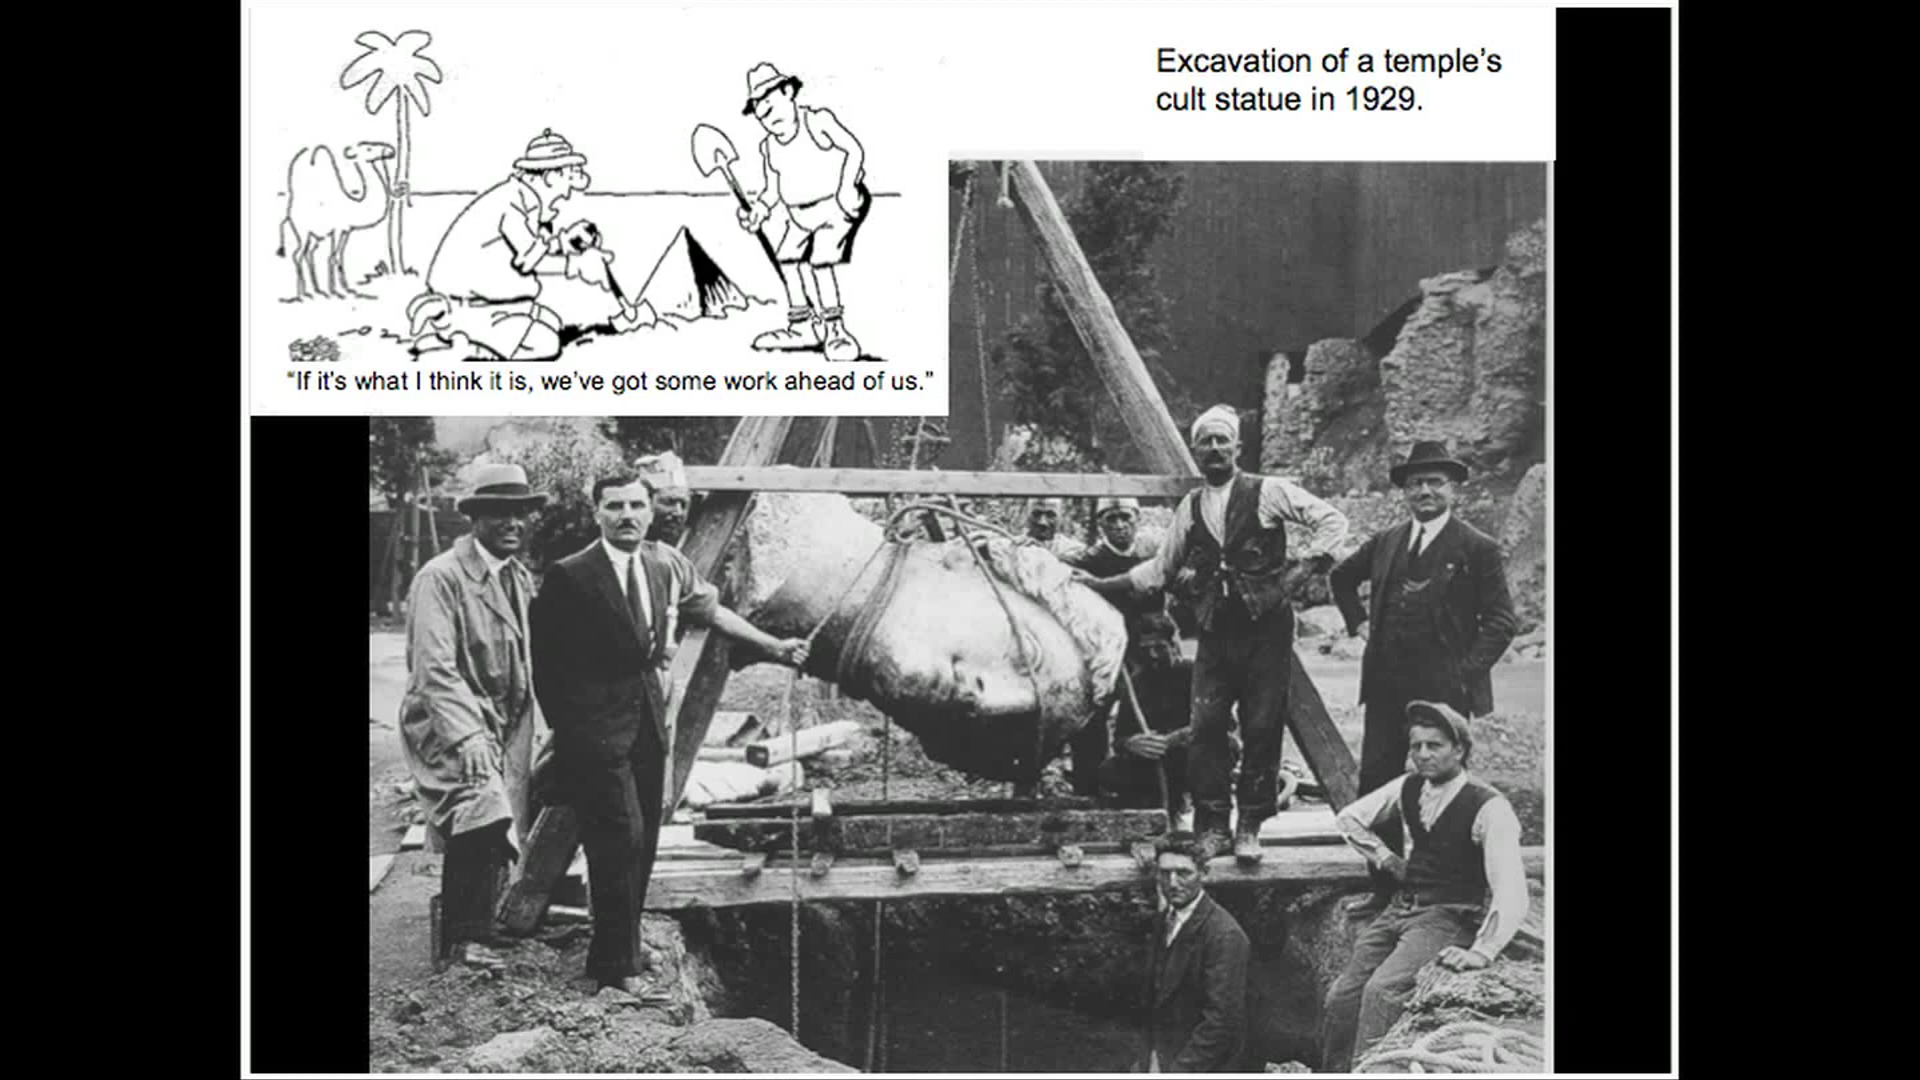 Excavation of a temple's
cult statue in 1929.
"If it's what I think it is, we've got some work ahead of us."